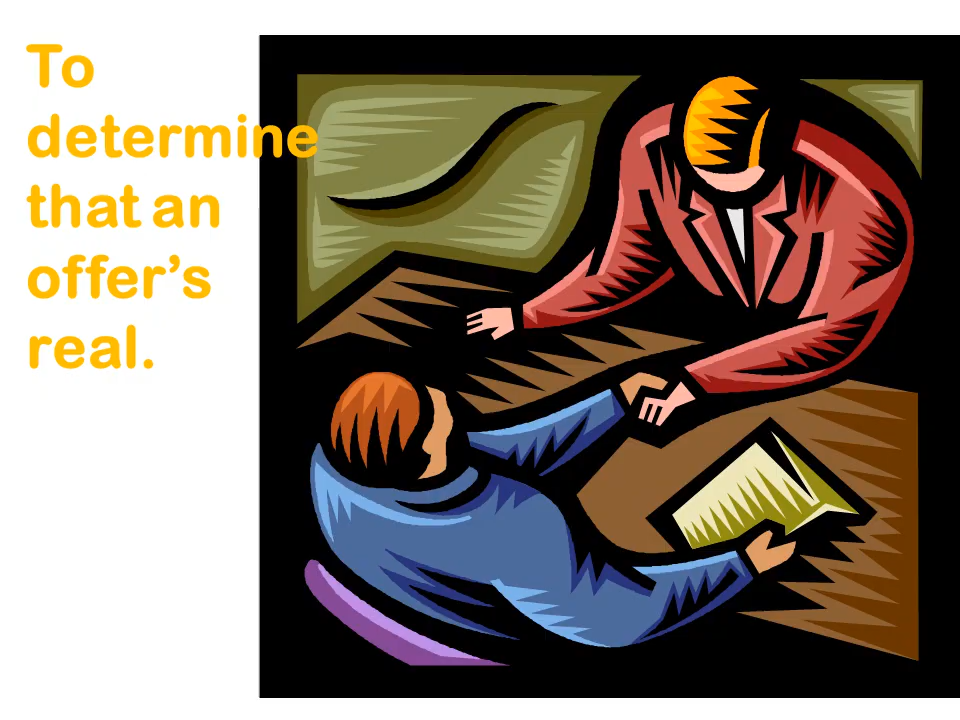 To
determine
that an
offer’s
real.